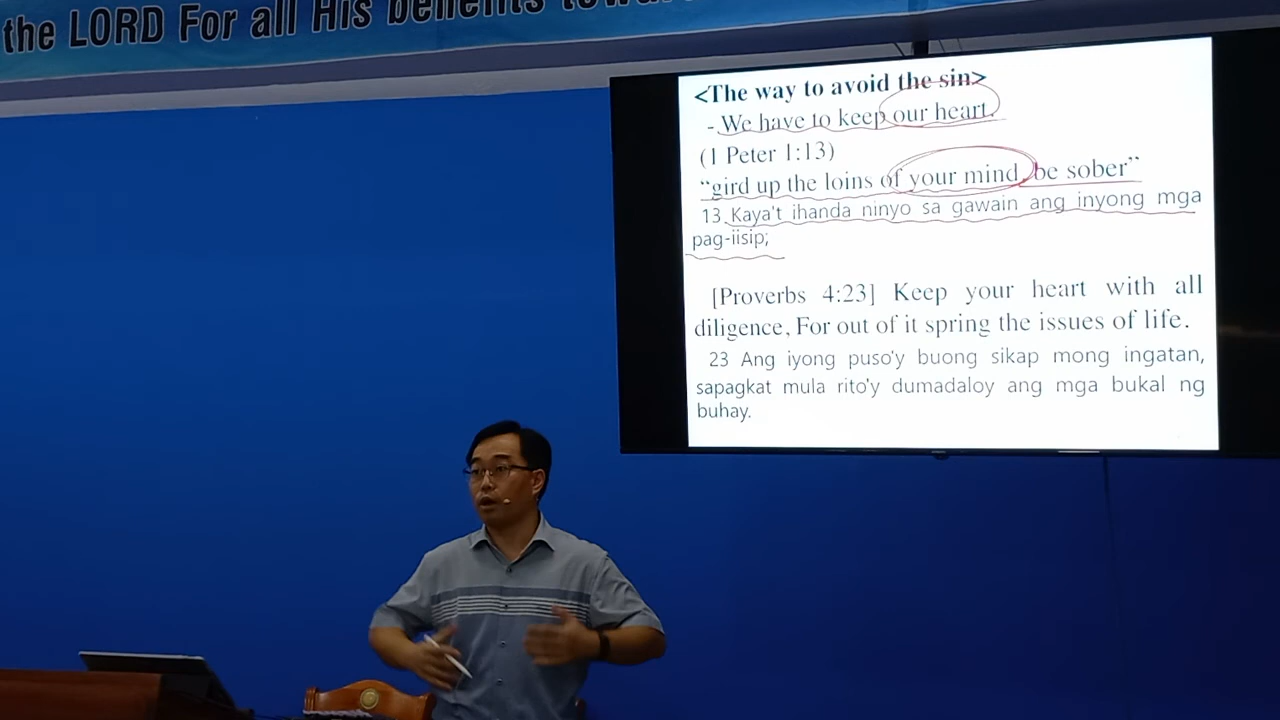 the LORD For all His benefits
<The way to avoid the sin>
- We have to keep our heart.
(1 Peter 1:13)
“gird up the loins of your mind, be sober”
13 Kaya't ihanda ninyo sa gawain ang inyong mga
pag-iisip;
[Proverbs 4:23] Keep your heart with all
diligence, For out of it spring the issues of life.
23 Ang iyong puso'y buong sikap mong ingatan,
sapagkat mula rito'y dumadaloy ang mga bukal ng
buhay.